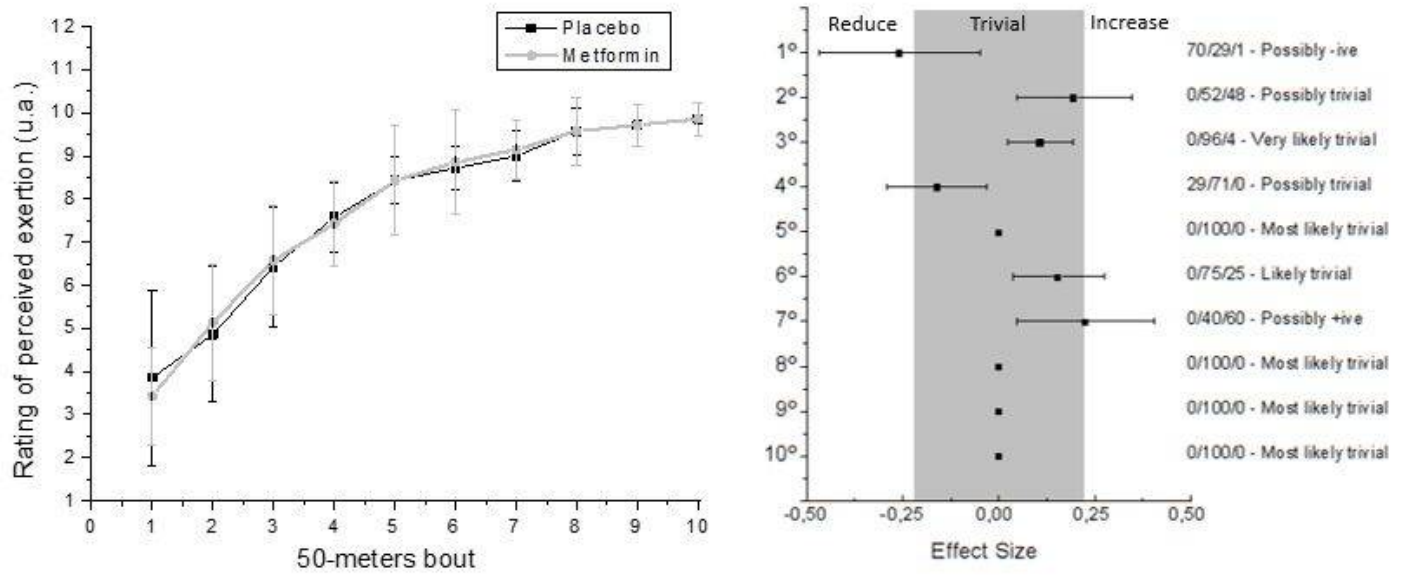 12
11
10
9
8
7
6
5
4
3
2
1
Rating of perceived exertion (u.a.)
Placebo
Metformin
0 1 2 3 4 5 6 7 8 9 10
50-meters bout
Reduce Trivial Increase
1º 70/29/1 - Possibly -ive
2º 0/52/48 - Possibly trivial
3º 0/96/4 - Very likely trivial
4º 29/71/0 - Possibly trivial
5º 0/100/0 - Most likely trivial
6º 0/75/25 - Likely trivial
7º 0/40/60 - Possibly +ive
8º 0/100/0 - Most likely trivial
9º 0/100/0 - Most likely trivial
10º 0/100/0 - Most likely trivial
-0,50 -0,25 0,00 0,25 0,50
Effect Size